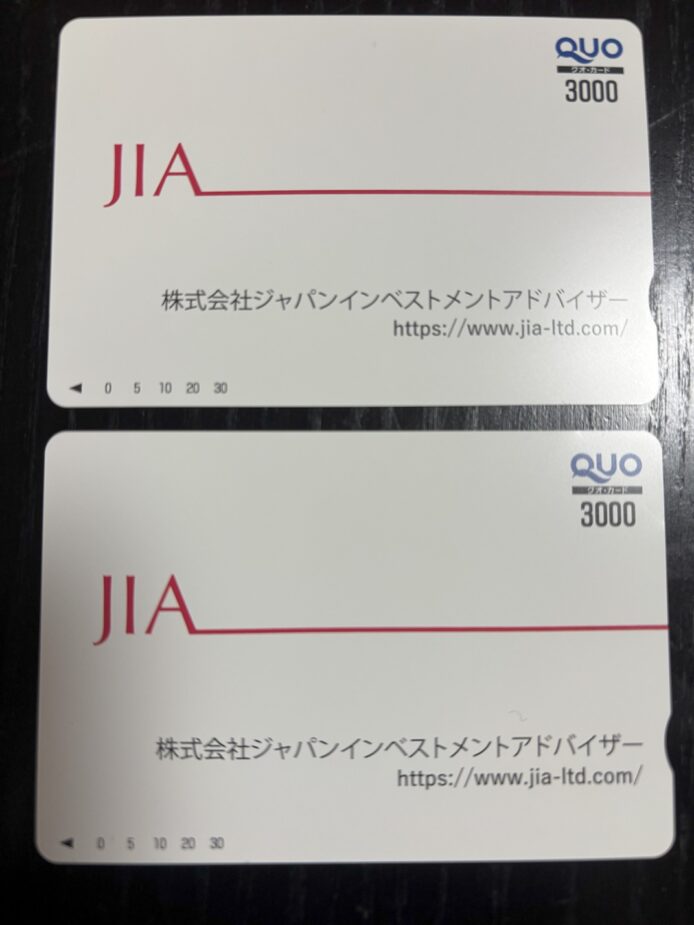 QUO
クオ・カード
3000
JIA
株式会社ジャパンインベストメントアドバイザー
https://www.jia-ltd.com/
◀ 0 5 10 20 30
QUO
クオ・カード
3000
JIA
株式会社ジャパンインベストメントアドバイザー
https://www.jia-ltd.com/
◀ 0 5 10 20 30